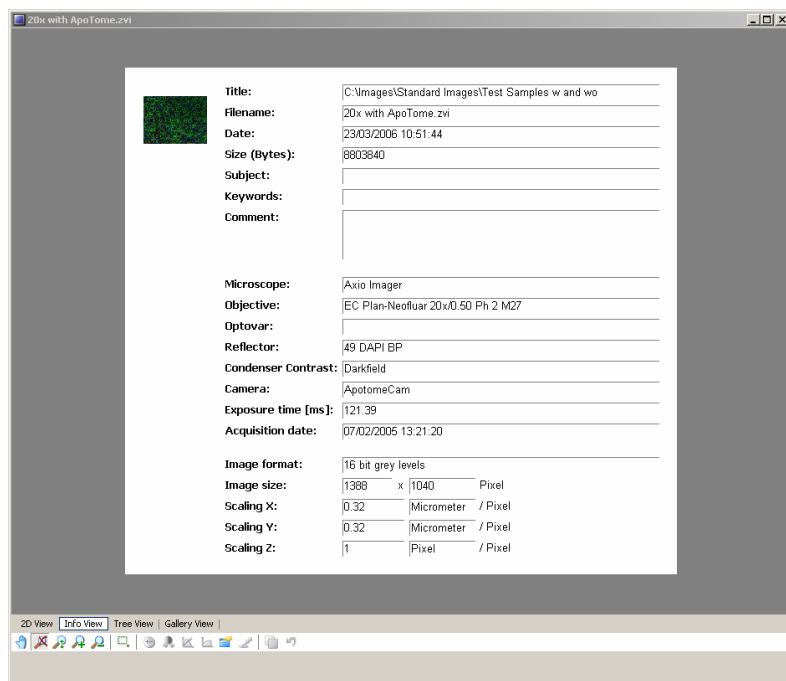 20x with ApoTome.zvi
Title: C:\Images\Standard Images\Test Samples w and wo
Filename: 20x with ApoTome.zvi
Date: 23/03/2006 10:51:44
Size (Bytes): 8803840
Subject:
Keywords:
Comment:
Microscope: Axio Imager
Objective: EC Plan-Neofluar 20x/0.50 Ph 2 M27
Optovar:
Reflector: 49 DAPI BP
Condenser Contrast: Darkfield
Camera: ApotomeCam
Exposure time [ms]: 121.39
Acquisition date: 07/02/2005 13:21:20
Image format: 16 bit grey levels
Image size: 1388 x 1040 Pixel
Scaling X: 0.32 Micrometer / Pixel
Scaling Y: 0.32 Micrometer / Pixel
Scaling Z: 1 Pixel / Pixel
2D View | Info View | Tree View | Gallery View |